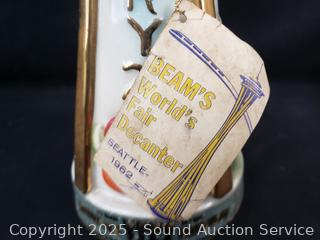 R
Y
BEAM'S
World's
Fair
Decanter
SEATTLE-
1962
Copyright 2025 - Sound Auction Service